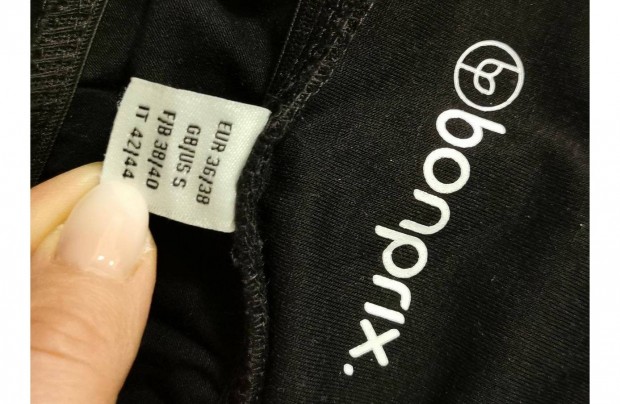 EUR 36/38
GB/US S
F/B 38/40
IT 42/44
bonprix.